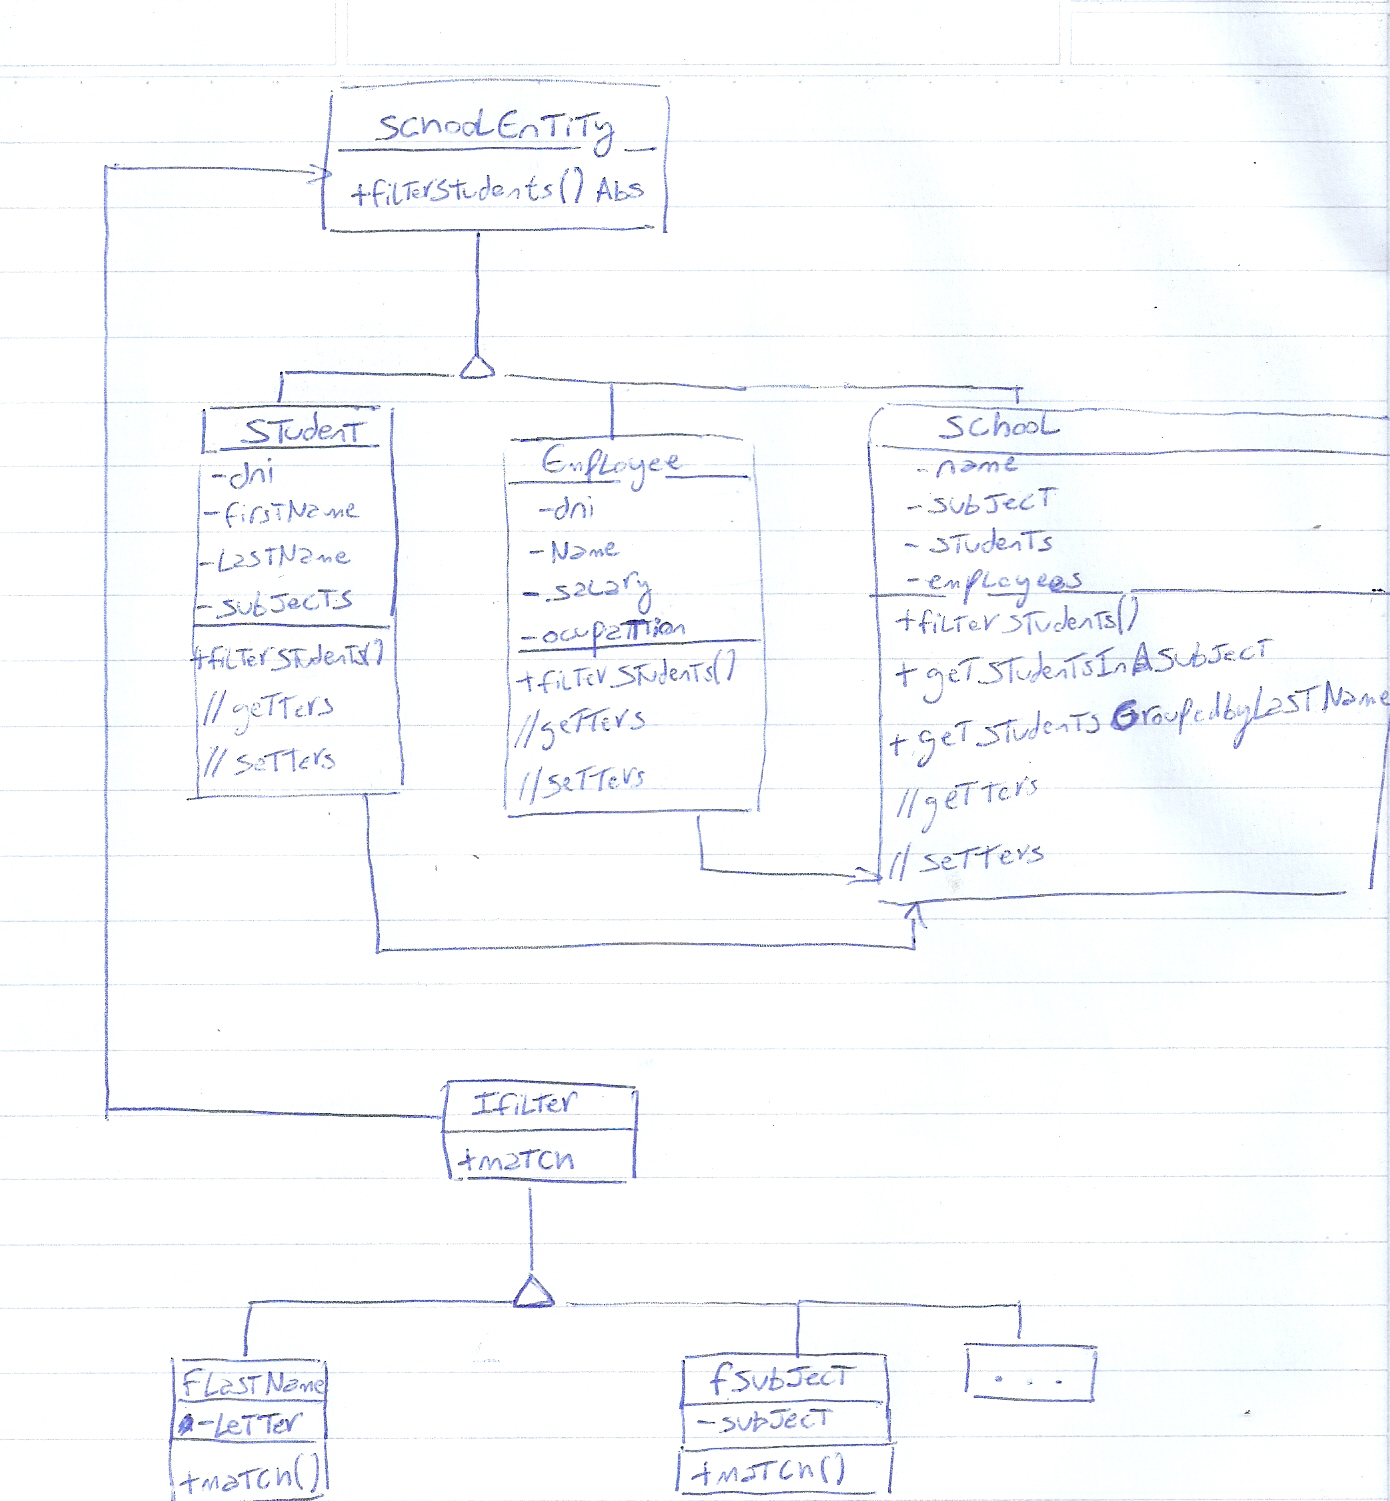 SchoolEntity
+filterStudents() Abs
Student
-dni
-firstName
-LastName
-subJects
+filterStudents()
//getters
//setters
Employee
-dni
-Name
-.salary
-ocupattion
+filterStudents()
//getters
//setters
School
-name
-subJect
-students
-employees
+filterStudents()
+getStudentsInASubJect
+getStudentsGroupedbyLastName
//getters
//setters
Ifilter
+match
fLastName
-Letter
+match()
fsubJect
-subJect
+match()
...